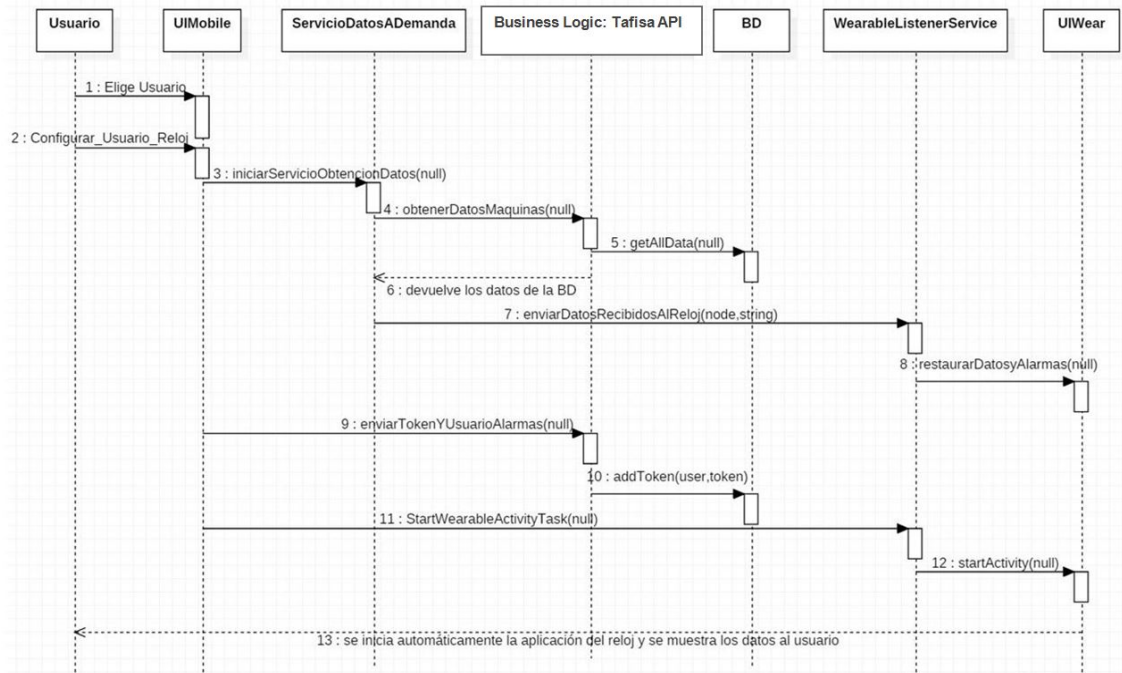 Usuario
UIMobile
ServicioDatosADemanda
Business Logic: Tafisa API
BD
WearableListenerService
UIWear
1 : Elige Usuario
2 : Configurar_Usuario_Reloj
3 : iniciarServicioObtencionDatos(null)
4 : obtenerDatosMaquinas(null)
5 : getAllData(null)
6 : devuelve los datos de la BD
7 : enviarDatosRecibidosAlReloj(node,string)
8 : restaurarDatosyAlarmas(null)
9 : enviarTokenYUsuarioAlarmas(null)
10 : addToken(user,token)
11 : StartWearableActivityTask(null)
12 : startActivity(null)
13 : se inicia automáticamente la aplicación del reloj y se muestra los datos al usuario